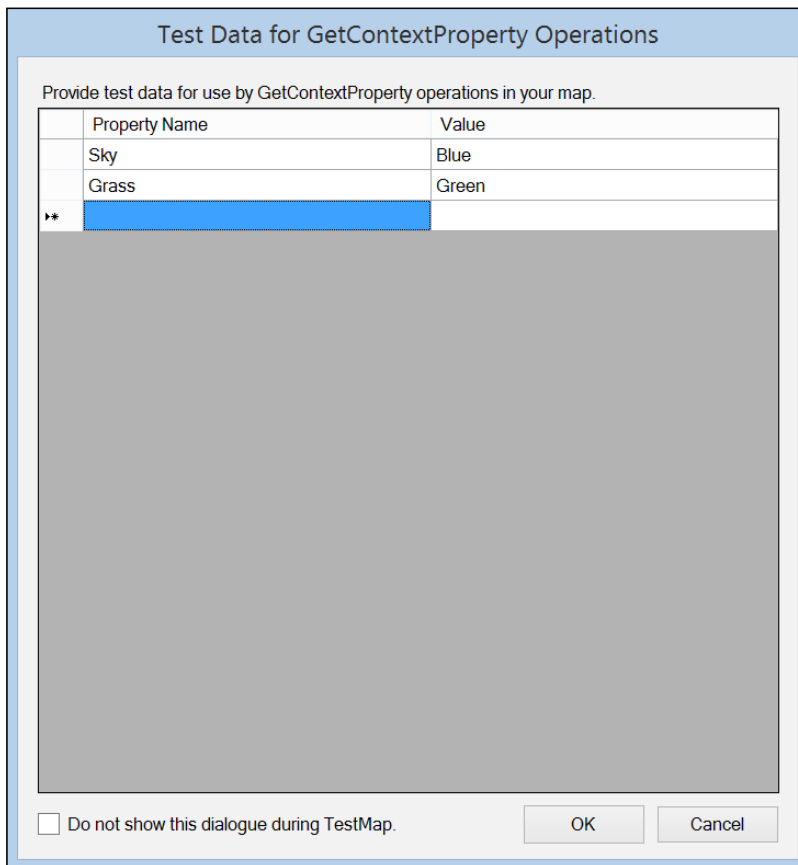 Test Data for GetContextProperty Operations
Provide test data for use by GetContextProperty operations in your map.
Property Name Value
Sky Blue
Grass Green
Do not show this dialogue during TestMap. OK Cancel